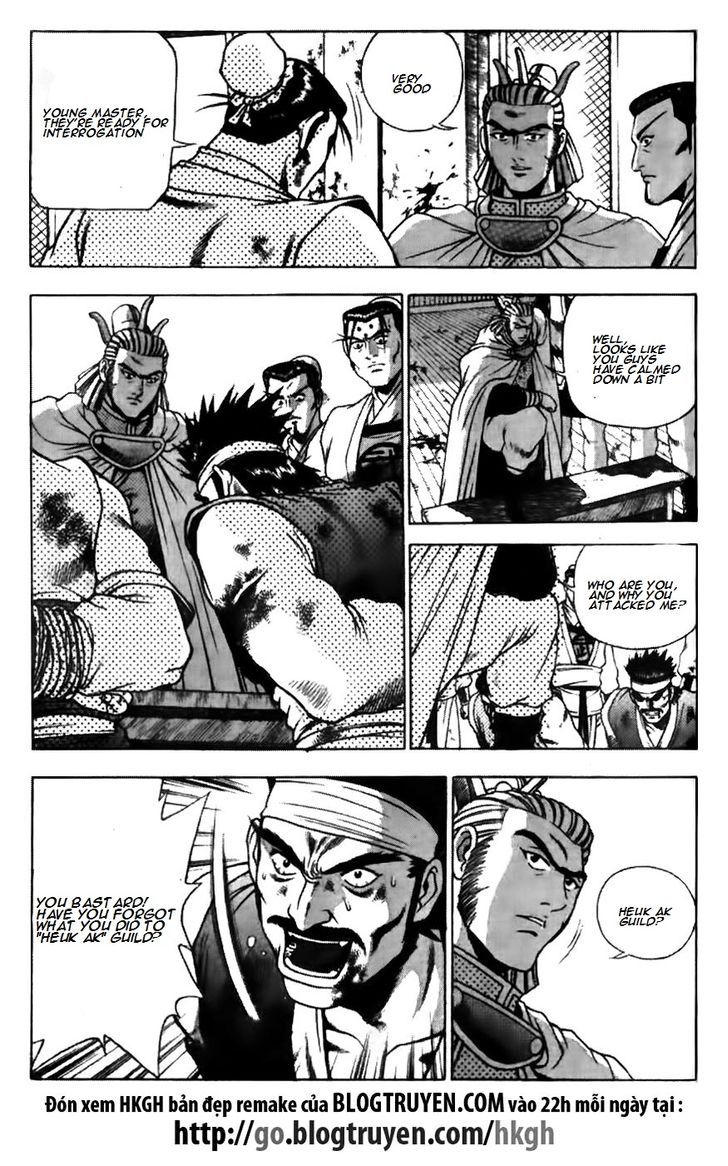 YOUNG MASTER,
THEY'RE READY FOR
INTERROGATION
VERY
GOOD
WELL,
LOOKS LIKE
YOU GUYS
HAVE CALMED
DOWN A BIT
WHO ARE YOU,
AND WHY YOU
ATTACKED ME?
YOU BASTARD!
HAVE YOU FORGOT
WHAT YOU DID TO
"HEUK AK" GUILD?
HEUK AK
GUILD?
Đón xem HKGH bản đẹp remake của BLOGTRUYEN.COM vào 22h mỗi ngày tại :
http://go.blogtruyen.com/hkgh